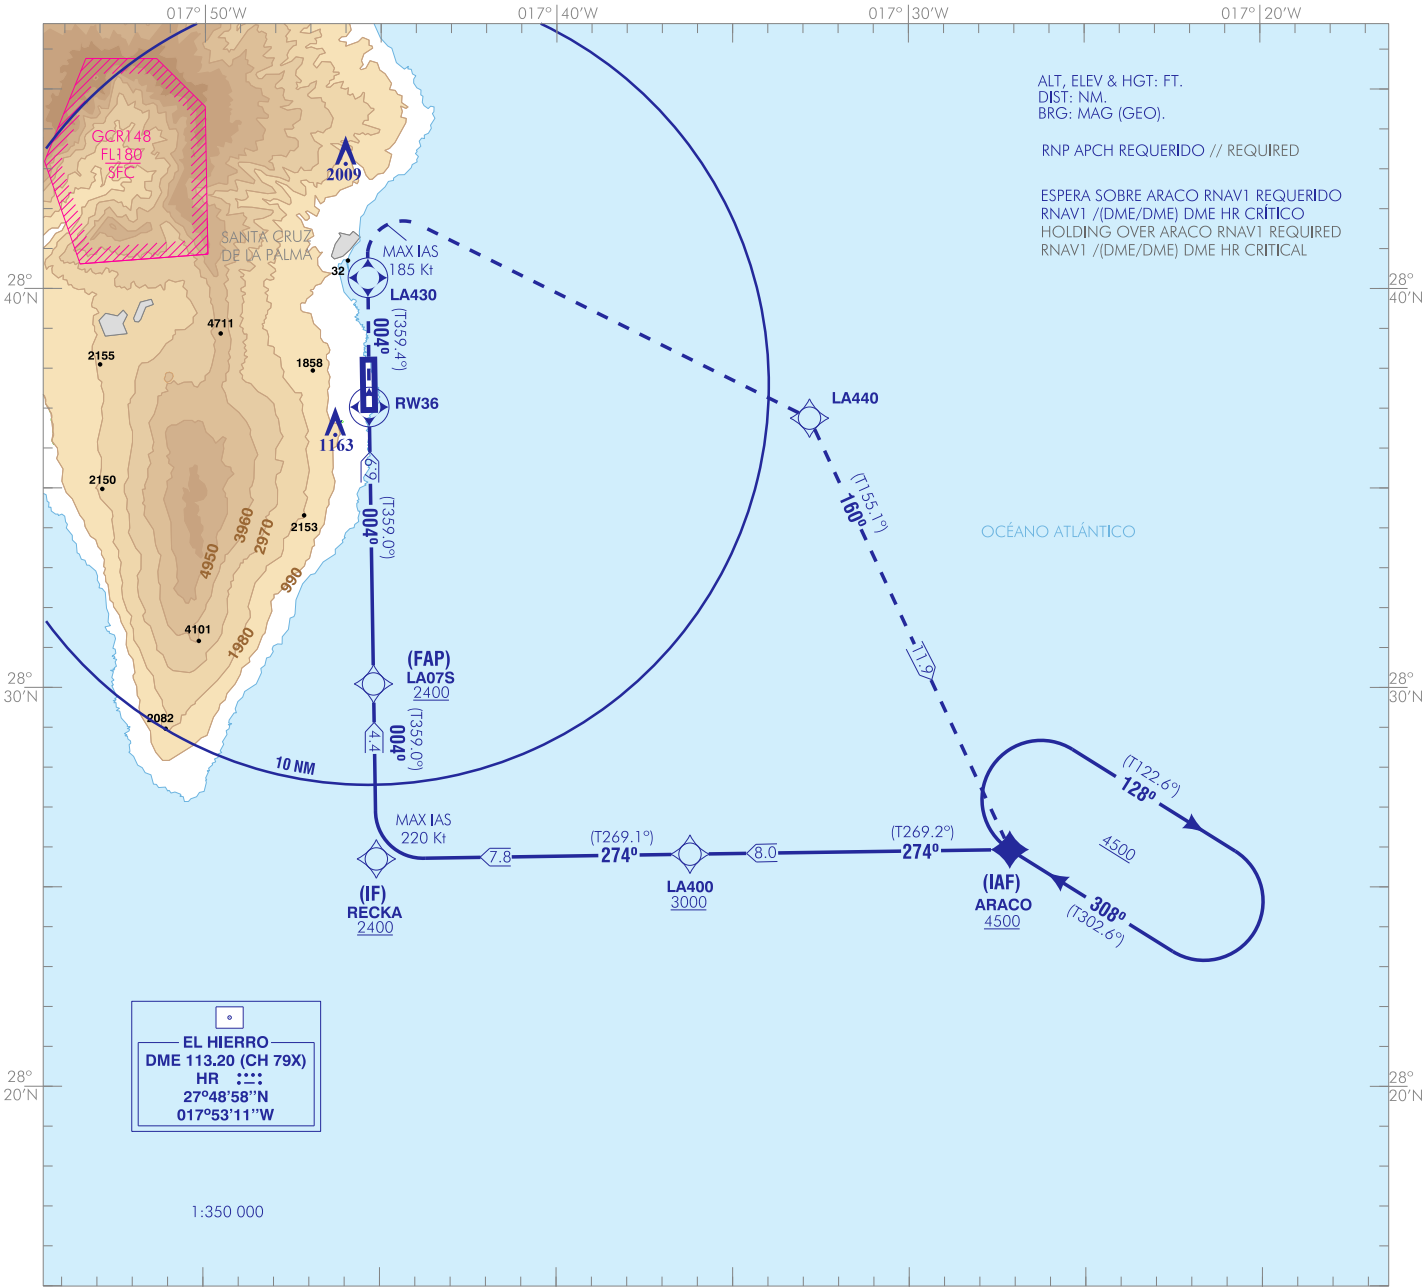 017° 50'W
017° 40'W
017° 30'W
017° 20'W
ALT, ELEV & HGT: FT.
DIST: NM.
BRG: MAG (GEO).
RNP APCH REQUERIDO // REQUIRED
ESPERA SOBRE ARACO RNAV1 REQUERIDO
RNAV1 /(DME/DME) DME HR CRÍTICO
HOLDING OVER ARACO RNAV1 REQUIRED
RNAV1 /(DME/DME) DME HR CRITICAL
GCR148
FL180
SFC
2009
SANTA CRUZ
DE LA PALMA
32
MAX IAS
185 Kt
LA430
28°
40'N
28°
40'N
004°
(T359.4°)
4711
2155
1858
RW36
LA440
1163
6.9
2150
2153
004°
(T359.0°)
(T155.1°)
160°
OCÉANO ATLÁNTICO
4950
3960
2970
990
1980
4101
11.9
(FAP)
LA07S
2400
28°
30'N
28°
30'N
2082
4.4
004°
(T359.0°)
10 NM
(T122.6°)
128°
4500
MAX IAS
220 Kt
7.8
(T269.1°)
274°
8.0
(T269.2°)
274°
(IF)
RECKA
2400
LA400
3000
(IAF)
ARACO
4500
308°
(T302.6°)
EL HIERRO
DME 113.20 (CH 79X)
HR
27°48'58''N
017°53'11''W
28°
20'N
28°
20'N
1:350 000